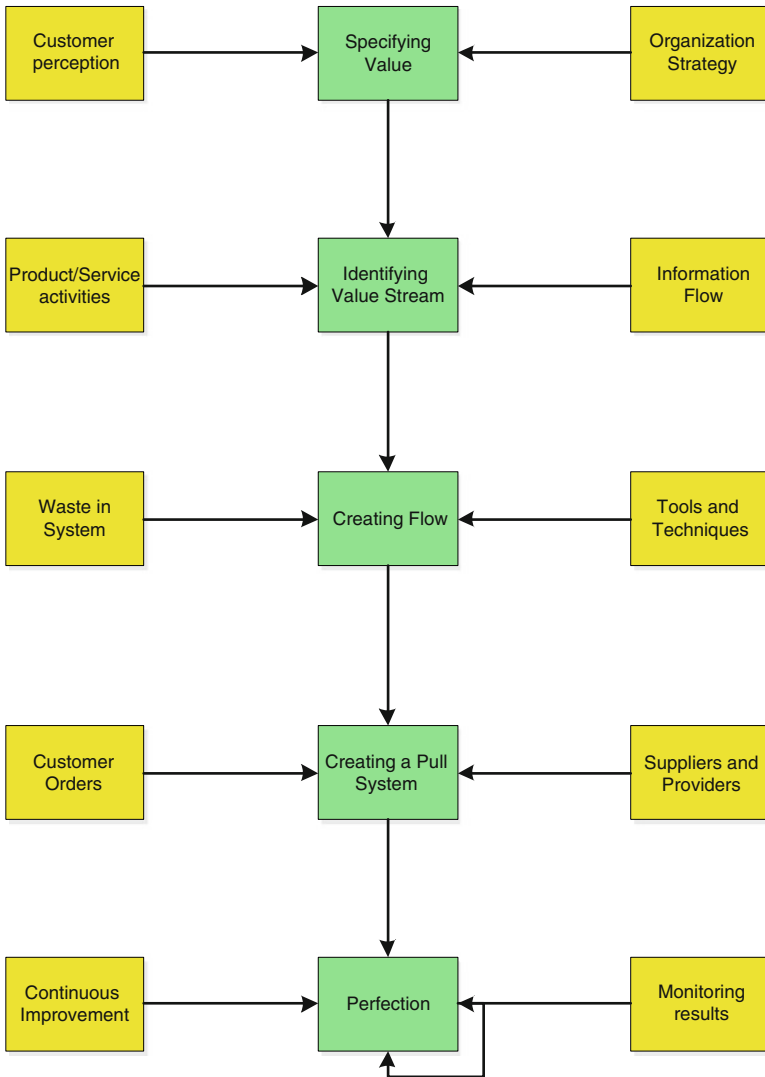 Customer
perception
Specifying
Value
Organization
Strategy
Product/Service
activities
Identifying
Value Stream
Information
Flow
Waste in
System
Creating Flow
Tools and
Techniques
Customer
Orders
Creating a Pull
System
Suppliers and
Providers
Continuous
Improvement
Perfection
Monitoring
results